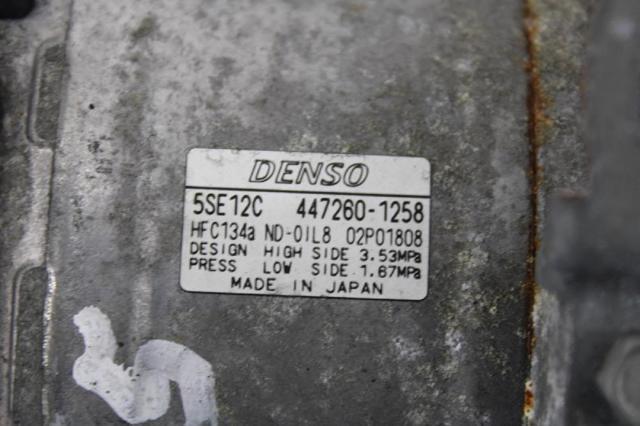 DENSO
5SE12C 447260-1258
HFC134a ND-OIL8 02P01808
DESIGN HIGH SIDE 3.53MPa
PRESS LOW SIDE 1.67MPa
MADE IN JAPAN